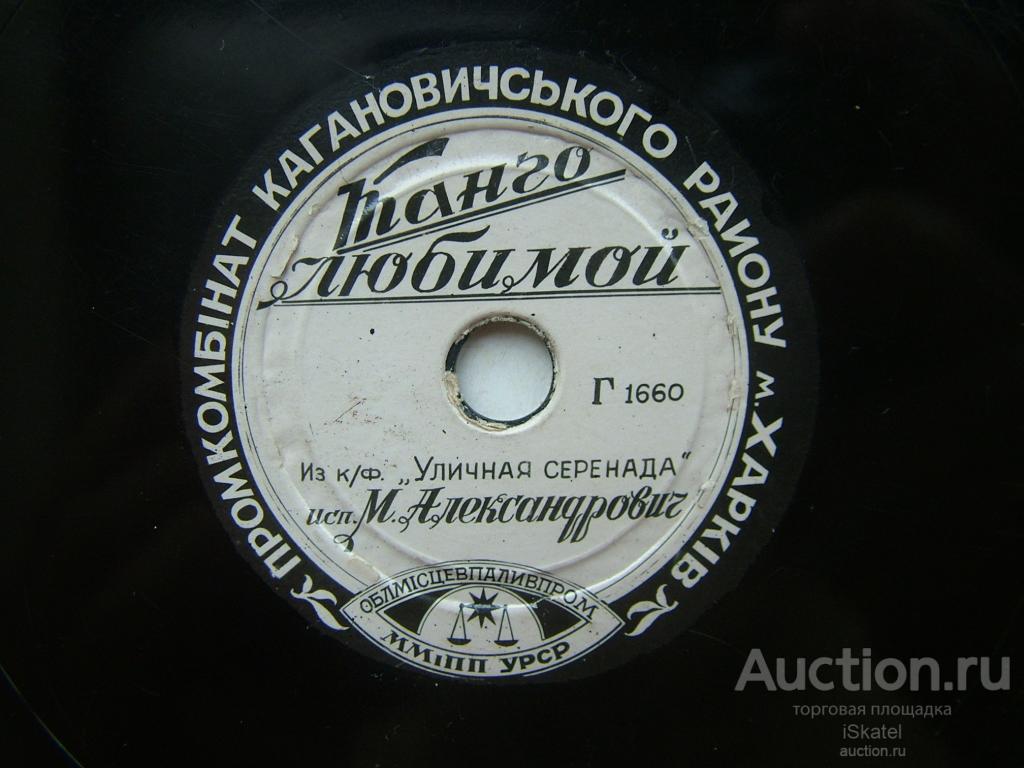 ПРОМКОМБІНАТ КАГАНОВИЧСЬКОГО РАЙОНУ м. ХАРКІВ
Танго
любимой
Г 1660
Из к/ф. „Уличная серенада“
исп. М. Александрович
ОБЛМІСЦЕВПАЛИВПРОМ
ММіПП УРСР
Auction.ru
торговая площадка
iSkatel
auction.ru